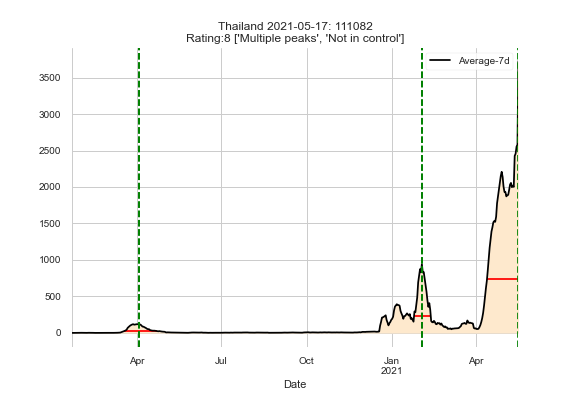 Thailand 2021-05-17: 111082
Rating:8 ['Multiple peaks', 'Not in control']
Average-7d
3500
3000
2500
2000
1500
1000
500
0
Apr
Jul
Oct
Jan
2021
Apr
Date